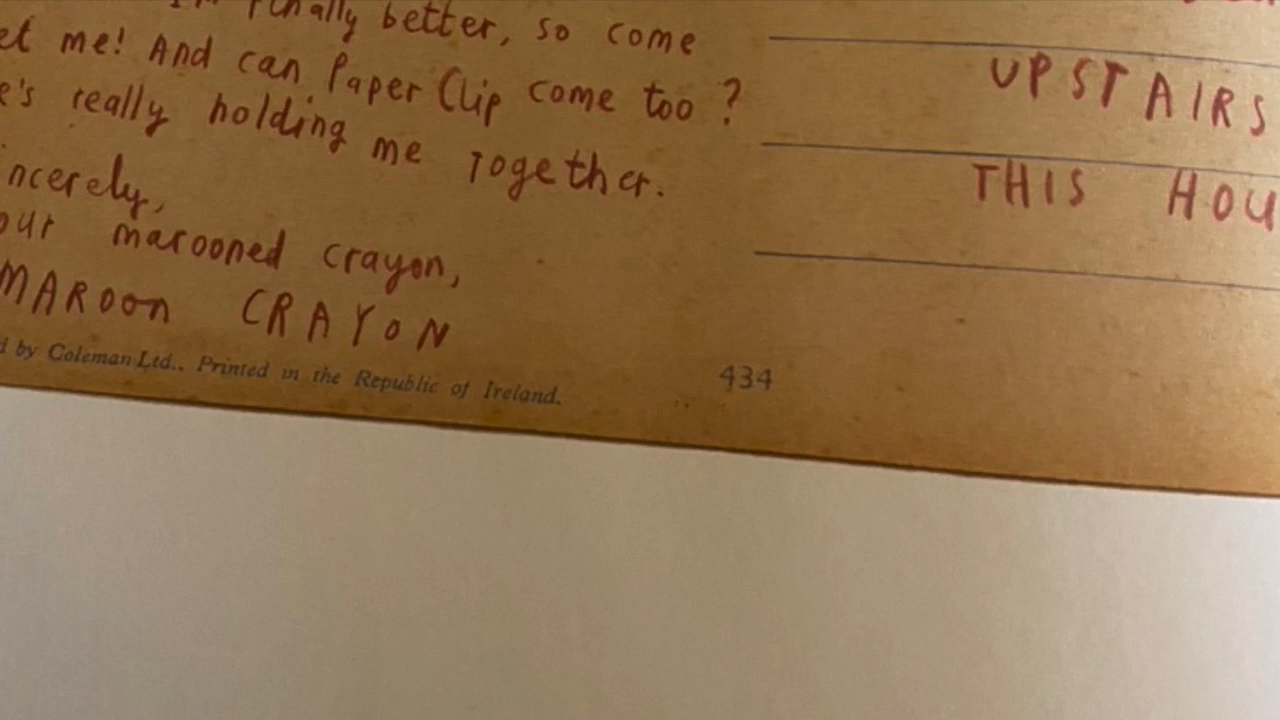 I'm finally better, so come
et me! And can Paper Clip come too?
e's really holding me together.
ncerely,
our marooned crayon,
MAROON CRAYON
d by Coleman Ltd.. Printed in the Republic of Ireland.
434
UPSTAIRS
THIS HOU